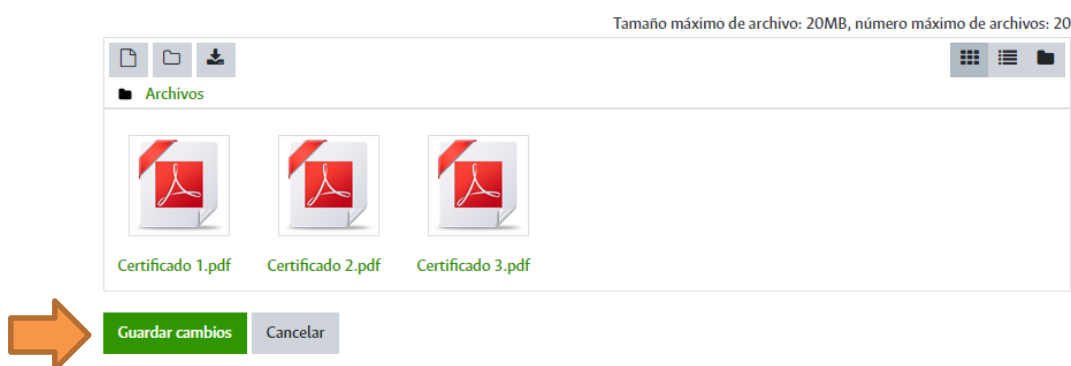 Tamaño máximo de archivo: 20MB, número máximo de archivos: 20
Archivos
Certificado 1.pdf Certificado 2.pdf Certificado 3.pdf
Guardar cambios Cancelar